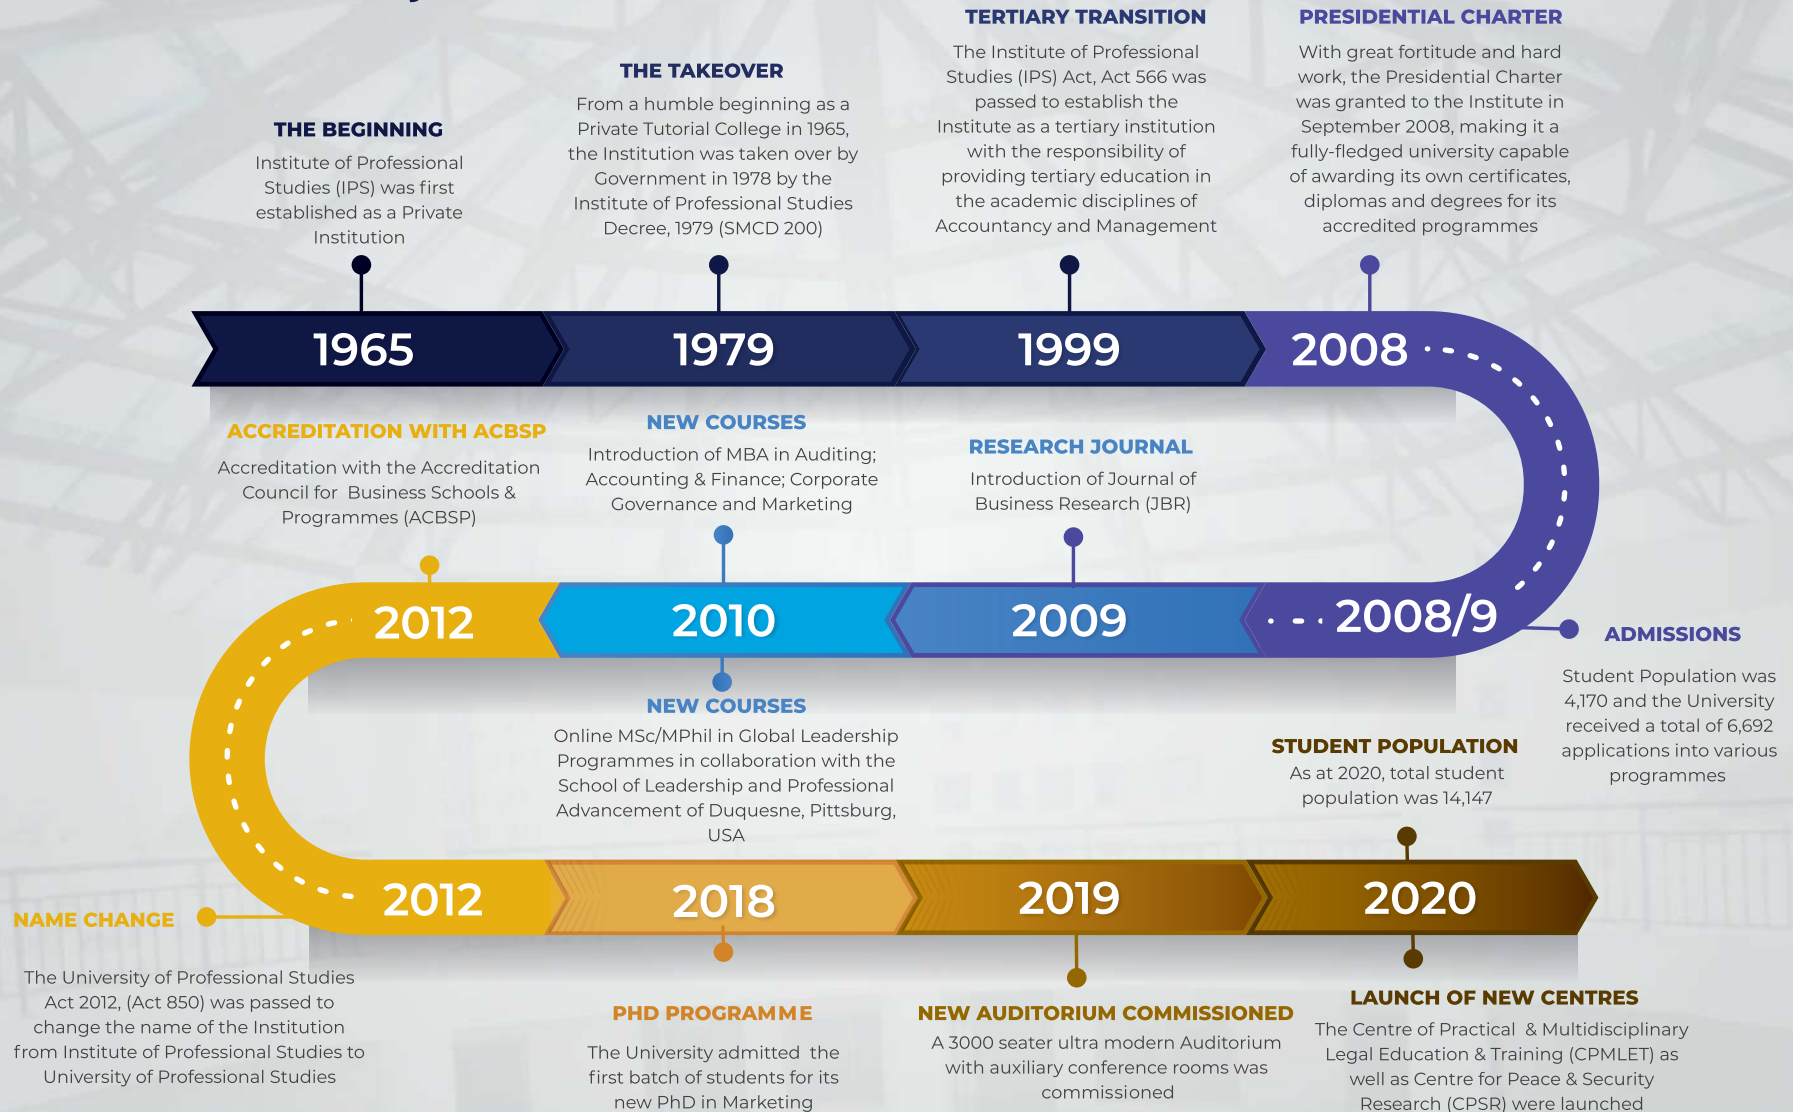 THE BEGINNING
Institute of Professional
Studies (IPS) was first
established as a Private
Institution
THE TAKEOVER
From a humble beginning as a
Private Tutorial College in 1965,
the Institution was taken over by
Government in 1978 by the
Institute of Professional Studies
Decree, 1979 (SMCD 200)
TERTIARY TRANSITION
The Institute of Professional
Studies (IPS) Act, Act 566 was
passed to establish the
Institute as a tertiary institution
with the responsibility of
providing tertiary education in
the academic disciplines of
Accountancy and Management
PRESIDENTIAL CHARTER
With great fortitude and hard
work, the Presidential Charter
was granted to the Institute in
September 2008, making it a
fully-fledged university capable
of awarding its own certificates,
diplomas and degrees for its
accredited programmes
1965
1979
1999
2008
ACCREDITATION WITH ACBSP
Accreditation with the Accreditation
Council for Business Schools &
Programmes (ACBSP)
NEW COURSES
Introduction of MBA in Auditing;
Accounting & Finance; Corporate
Governance and Marketing
RESEARCH JOURNAL
Introduction of Journal of
Business Research (JBR)
2012
2010
2009
2008/9
ADMISSIONS
Student Population was
4,170 and the University
received a total of 6,692
applications into various
programmes
NEW COURSES
Online MSc/MPhil in Global Leadership
Programmes in collaboration with the
School of Leadership and Professional
Advancement of Duquesne, Pittsburg,
USA
STUDENT POPULATION
As at 2020, total student
population was 14,147
2012
2018
2019
2020
NAME CHANGE
The University of Professional Studies
Act 2012, (Act 850) was passed to
change the name of the Institution
from Institute of Professional Studies to
University of Professional Studies
PHD PROGRAMME
The University admitted the
first batch of students for its
new PhD in Marketing
NEW AUDITORIUM COMMISSIONED
A 3000 seater ultra modern Auditorium
with auxiliary conference rooms was
commissioned
LAUNCH OF NEW CENTRES
The Centre of Practical & Multidisciplinary
Legal Education & Training (CPMLET) as
well as Centre for Peace & Security
Research (CPSR) were launched